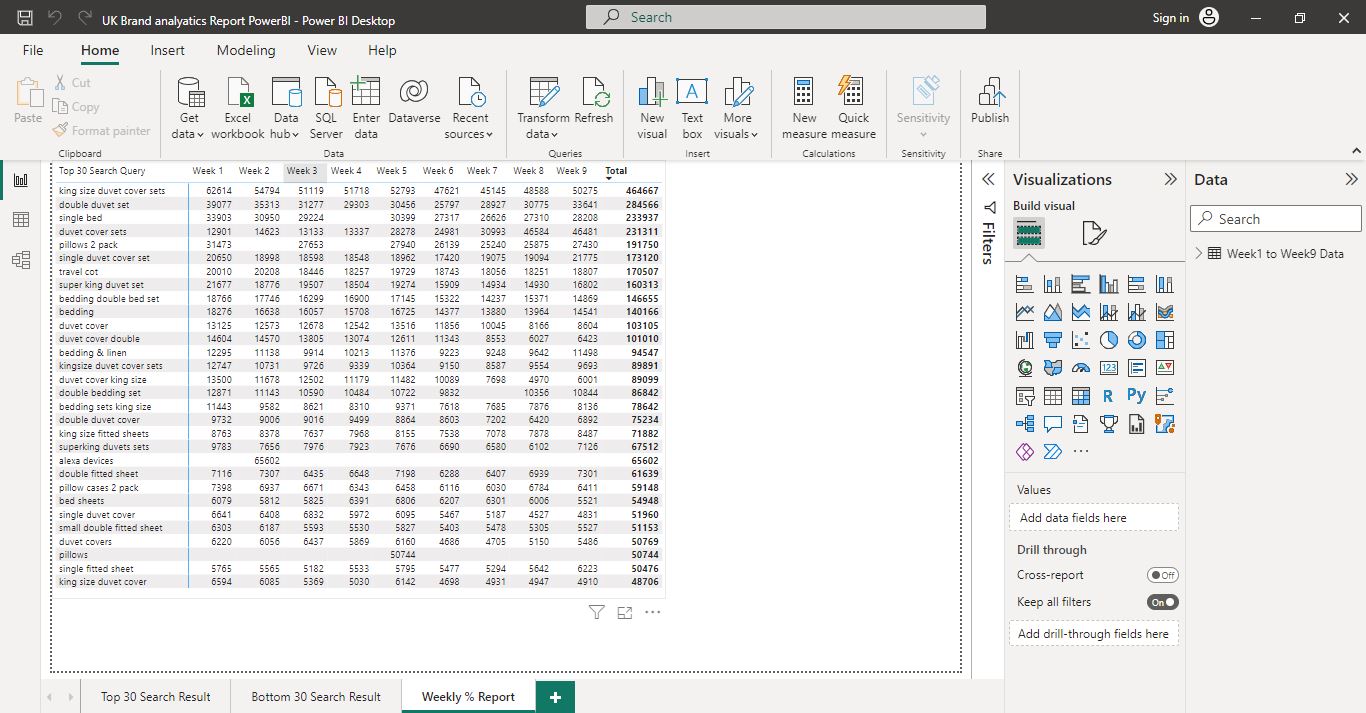 UK Brand analyatics Report PowerBI - Power BI Desktop
Search
Sign in
File Home Insert Modeling View Help
Paste
Cut
Copy
Format painter
Clipboard
Get data
Excel workbook
Data hub
SQL Server
Enter data
Dataverse
Recent sources
Data
Transform data
Refresh
Queries
New visual
Text box
More visuals
Insert
New measure
Quick measure
Calculations
Sensitivity
Sensitivity
Publish
Share
Top 30 Search Query Week 1 Week 2 Week 3 Week 4 Week 5 Week 6 Week 7 Week 8 Week 9 Total
king size duvet cover sets 62614 54794 51119 51718 52793 47621 45145 48588 50275 464667
double duvet set 39077 35313 31277 29303 30456 25797 28927 30775 33641 284566
single bed 33903 30950 29224 30399 27317 26626 27310 28208 233937
duvet cover sets 12901 14623 13133 13337 28278 24981 30993 46584 46481 231311
pillows 2 pack 31473 27653 27940 26139 25240 25875 27430 191750
single duvet cover set 20650 18998 18598 18548 18962 17420 19075 19094 21775 173120
travel cot 20010 20208 18446 18257 19729 18743 18056 18251 18807 170507
super king duvet set 21677 18776 19507 18504 19274 15909 14934 14930 16802 160313
bedding double bed set 18766 17746 16299 16900 17145 15322 14237 15371 14869 146655
bedding 18276 16638 16057 15708 16725 14377 13880 13964 14541 140166
duvet cover 13125 12573 12678 12542 13516 11856 10045 8166 8604 103105
duvet cover double 14604 14570 13805 13074 12611 11343 8553 6027 6423 101010
bedding & linen 12295 11138 9914 10213 11376 9223 9248 9642 11498 94547
kingsize duvet cover sets 12747 10731 9726 9339 10364 9150 8587 9554 9693 89891
duvet cover king size 13500 11678 12502 11179 11482 10089 7698 4970 6001 89099
double bedding set 12871 11143 10590 10484 10722 9832 10356 10844 86842
bedding sets king size 11443 9582 8621 8310 9371 7618 7685 7876 8136 78642
double duvet cover 9732 9006 9016 9499 8864 8603 7202 6420 6892 75234
king size fitted sheets 8763 8378 7637 7968 8155 7538 7078 7878 8487 71882
superking duvets sets 9783 7656 7976 7923 7676 6690 6580 6102 7126 67512
alexa devices 65602 65602
double fitted sheet 7116 7307 6435 6648 7198 6288 6407 6939 7301 61639
pillow cases 2 pack 7398 6937 6671 6343 6458 6116 6030 6784 6411 59148
bed sheets 6079 5812 5825 6391 6806 6207 6301 6006 5521 54948
single duvet cover 6641 6408 6832 5972 6095 5467 5187 4527 4831 51960
small double fitted sheet 6303 6187 5593 5530 5827 5403 5478 5305 5527 51153
duvet covers 6220 6056 6437 5869 6160 4686 4705 5150 5486 50769
pillows 50744 50744
single fitted sheet 5765 5565 5182 5533 5795 5477 5294 5642 6223 50476
king size duvet cover 6594 6085 5369 5030 6142 4698 4931 4947 4910 48706
Filters
Visualizations
Build visual
123
R
Py
Values
Add data fields here
Drill through
Cross-report Off
Keep all filters On
Add drill-through fields here
Data
Search
Week1 to Week9 Data
Top 30 Search Result
Bottom 30 Search Result
Weekly % Report